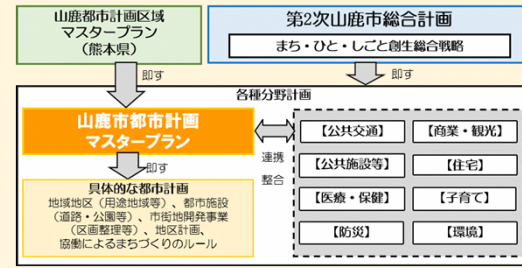 山鹿都市計画区域
マスタープラン
(熊本県)
第2次山鹿市総合計画
まち・ひと・しごと創生総合戦略
即す
即す
各種分野計画
山鹿市都市計画
マスタープラン
連携
整合
即す
具体的な都市計画
地域地区(用途地域等)、都市施設
(道路・公園等)、市街地開発事業
(区画整理等)、地区計画、
協働によるまちづくりのルール
【公共交通】
【商業・観光】
【公共施設等】
【住宅】
【医療・保健】
【子育て】
【防災】
【環境】